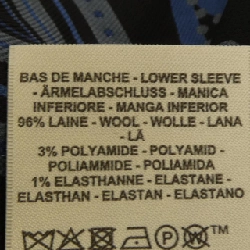 BAS DE MANCHE - LOWER SLEEVE
- ÄRMELABSCHLUSS - MANICA
INFERIORE - MANGA INFERIOR
96% LAINE - WOOL - WOLLE - LANA
- LÃ
3% POLYAMIDE - POLYAMID -
POLIAMMIDE - POLIAMIDA
1% ELASTHANNE - ELASTANE -
ELASTHAN - ELASTAN - ELASTANO